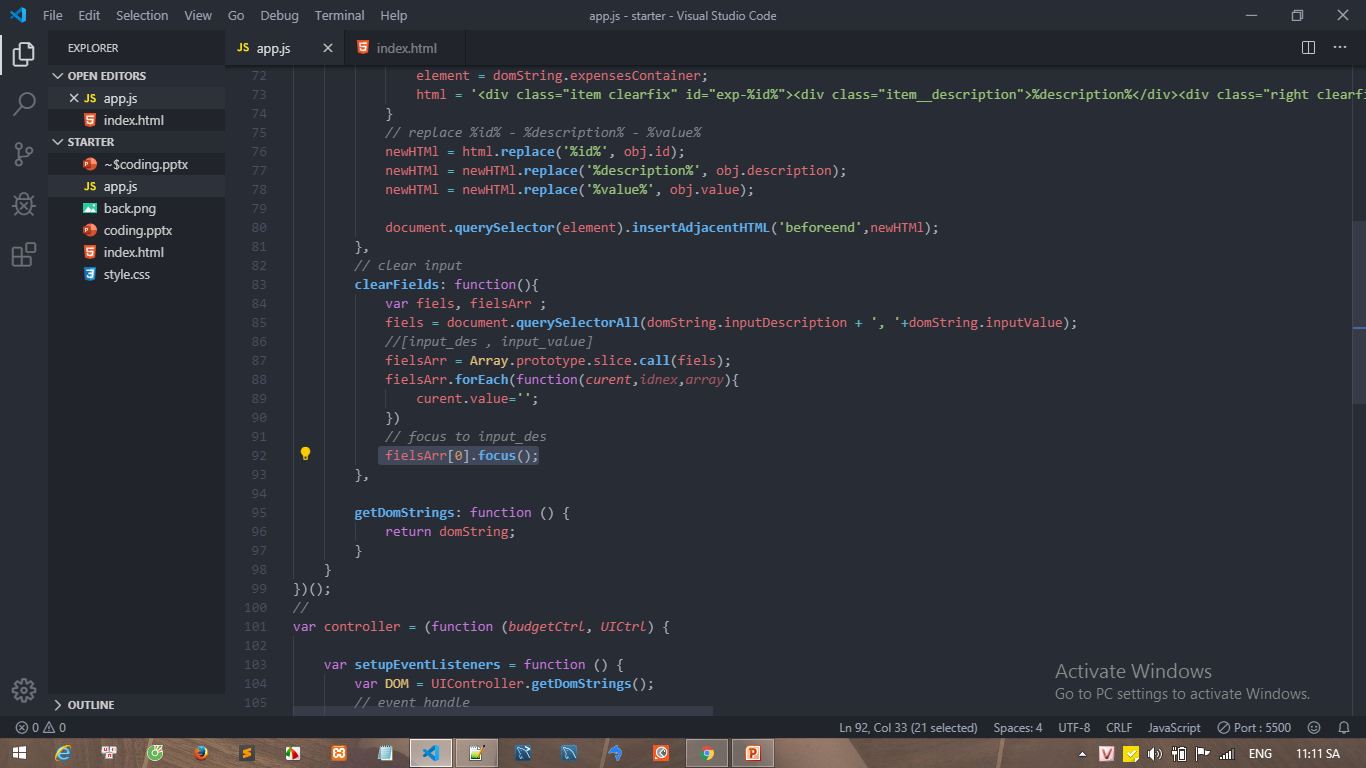 File Edit Selection View Go Debug Terminal Help app.js - starter - Visual Studio Code
EXPLORER
OPEN EDITORS
JS app.js
index.html
STARTER
~$coding.pptx
JS app.js
back.png
coding.pptx
index.html
style.css
OUTLINE
JS app.js index.html
72 element = domString.expensesContainer;
73 html = '<div class="item clearfix" id="exp-%id%"><div class="item__description">%description%</div><div class="right clearfi
74 }
75 // replace %id% - %description% - %value%
76 newHTMl = html.replace('%id%', obj.id);
77 newHTMl = newHTMl.replace('%description%', obj.description);
78 newHTMl = newHTMl.replace('%value%', obj.value);
79
80 document.querySelector(element).insertAdjacentHTML('beforeend',newHTMl);
81 },
82 // clear input
83 clearFields: function(){
84 var fiels, fielsArr ;
85 fiels = document.querySelectorAll(domString.inputDescription + ', '+domString.inputValue);
86 //[input_des , input_value]
87 fielsArr = Array.prototype.slice.call(fiels);
88 fielsArr.forEach(function(curent,idnex,array){
89 curent.value='';
90 })
91 // focus to input_des
92 fielsArr[0].focus();
93 },
94
95 getDomStrings: function () {
96 return domString;
97 }
98 }
99 })();
100 //
101 var controller = (function (budgetCtrl, UICtrl) {
102
103 var setupEventListeners = function () {
104 var DOM = UIController.getDomStrings();
105 // event handle
Activate Windows
Go to PC settings to activate Windows.
0 0 Ln 92, Col 33 (21 selected) Spaces: 4 UTF-8 CRLF JavaScript Port : 5500
ENG 11:11 SA